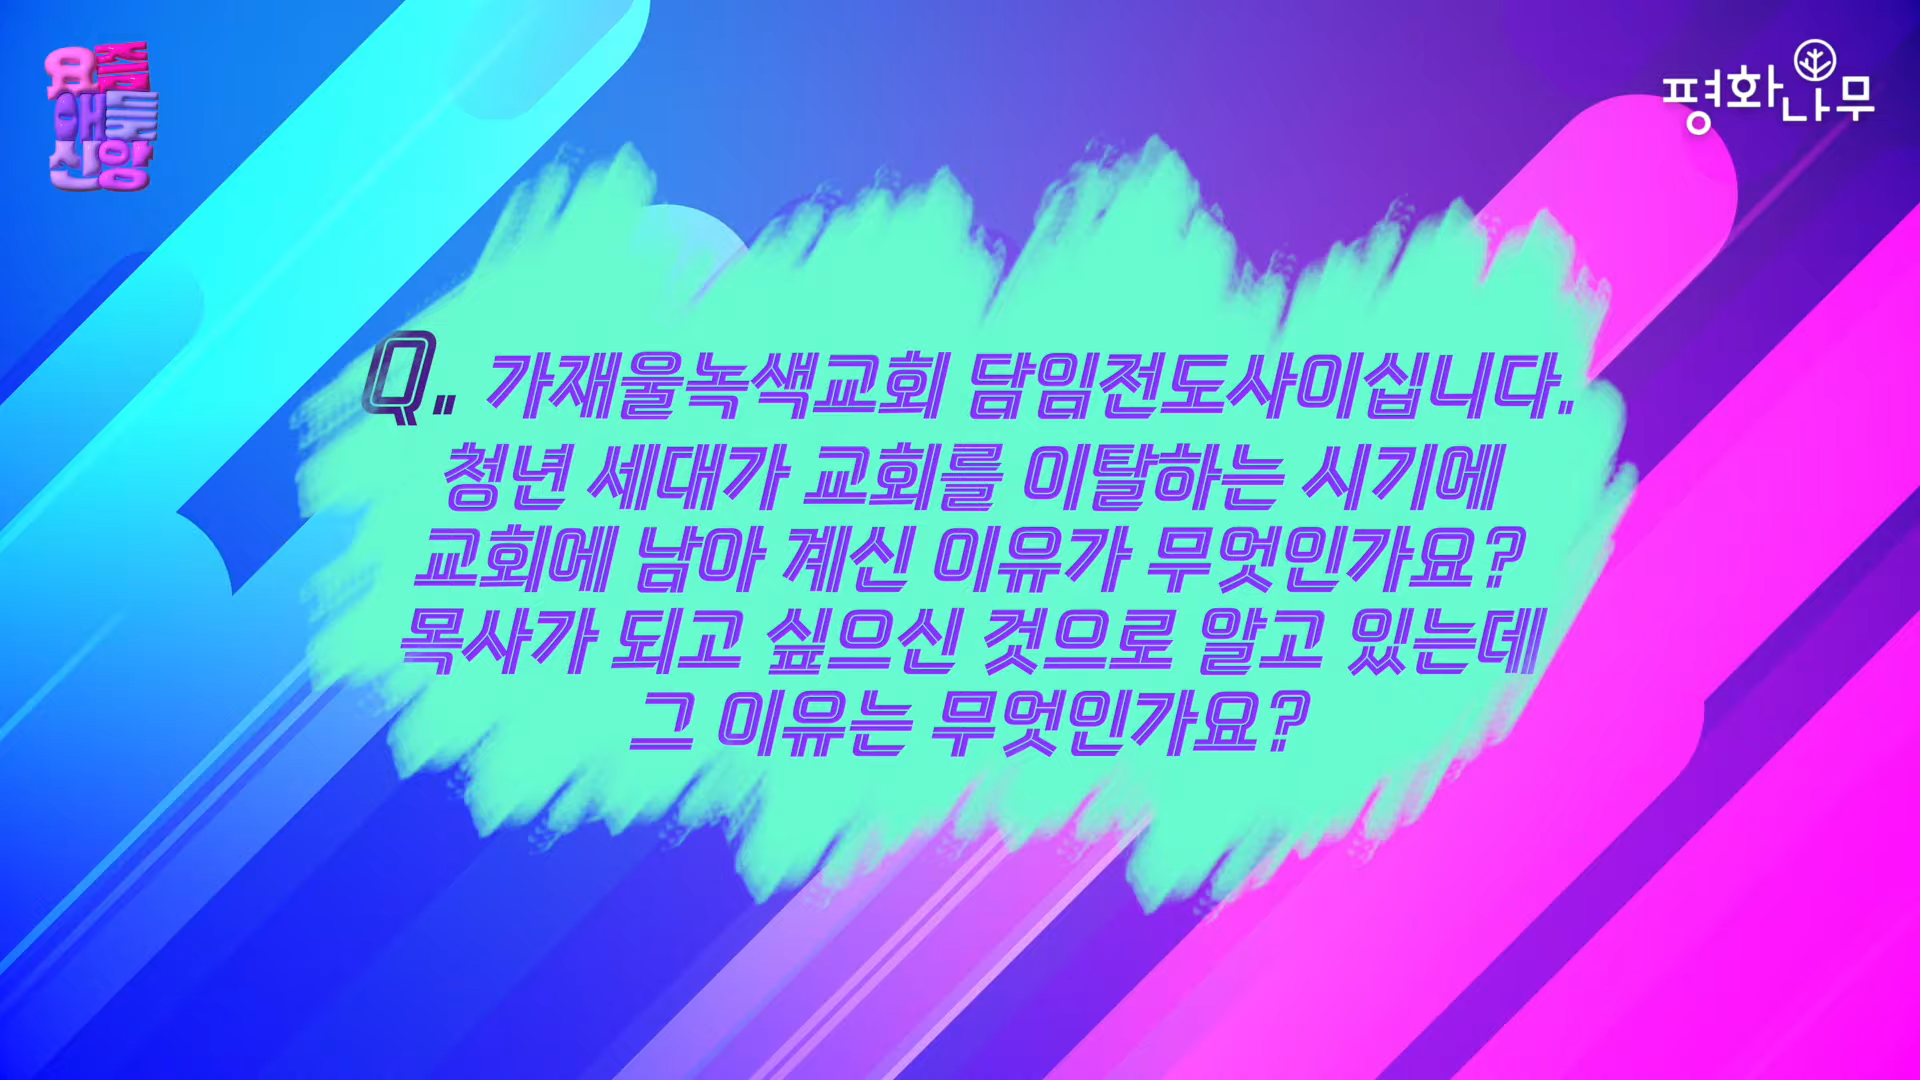 요즘
애들
신앙
평화나무
Q.. 가재울녹색교회 담임전도사이십니다.
청년 세대가 교회를 이탈하는 시기에
교회에 남아 계신 이유가 무엇인가요?
목사가 되고 싶으신 것으로 알고 있는데
그 이유는 무엇인가요?